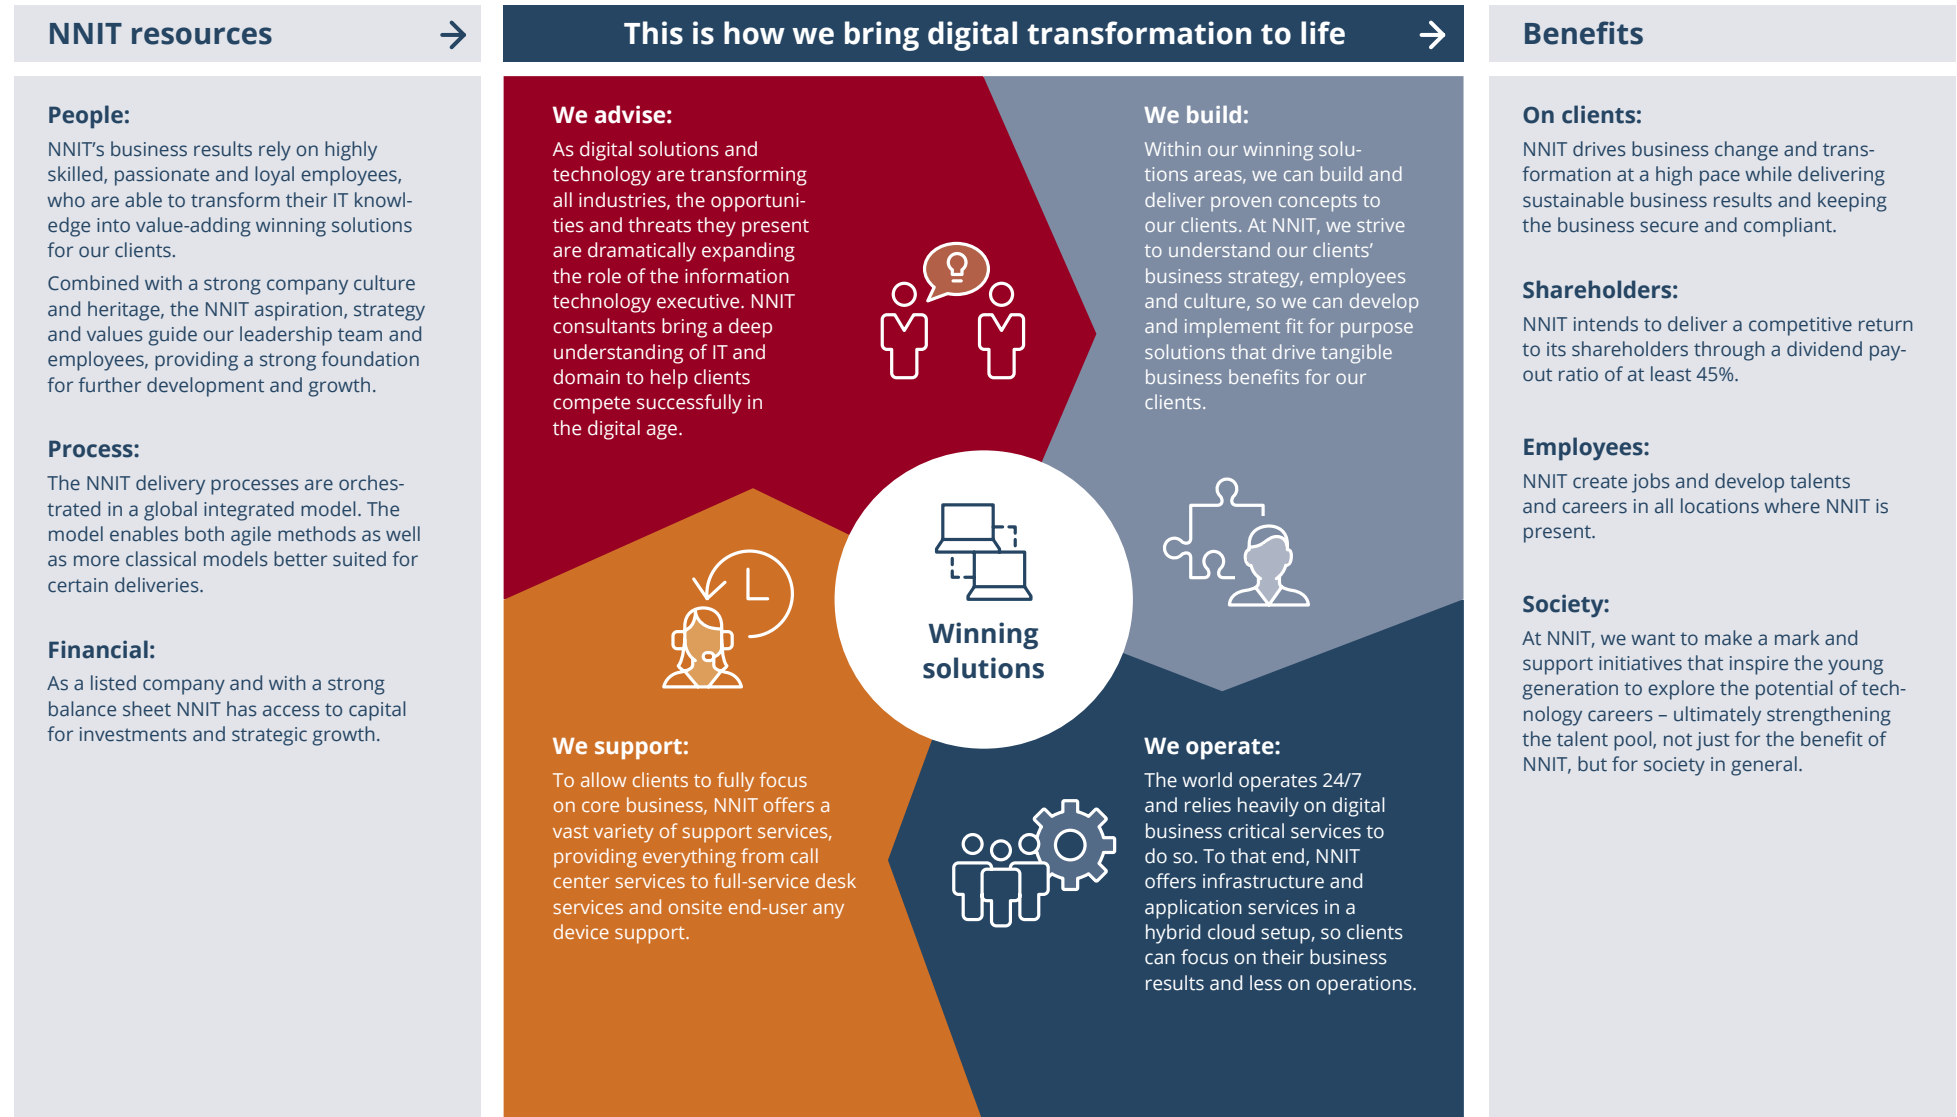 NNIT resources
People:
NNIT’s business results rely on highly
skilled, passionate and loyal employees,
who are able to transform their IT knowl-
edge into value-adding winning solutions
for our clients.
Combined with a strong company culture
and heritage, the NNIT aspiration, strategy
and values guide our leadership team and
employees, providing a strong foundation
for further development and growth.
Process:
The NNIT delivery processes are orches-
trated in a global integrated model. The
model enables both agile methods as well
as more classical models better suited for
certain deliveries.
Financial:
As a listed company and with a strong
balance sheet NNIT has access to capital
for investments and strategic growth.
This is how we bring digital transformation to life
We advise:
As digital solutions and
technology are transforming
all industries, the opportuni-
ties and threats they present
are dramatically expanding
the role of the information
technology executive. NNIT
consultants bring a deep
understanding of IT and
domain to help clients
compete successfully in
the digital age.
We build:
Within our winning solu-
tions areas, we can build and
deliver proven concepts to
our clients. At NNIT, we strive
to understand our clients’
business strategy, employees
and culture, so we can develop
and implement fit for purpose
solutions that drive tangible
business benefits for our
clients.
Winning
solutions
We support:
To allow clients to fully focus
on core business, NNIT offers a
vast variety of support services,
providing everything from call
center services to full-service desk
services and onsite end-user any
device support.
We operate:
The world operates 24/7
and relies heavily on digital
business critical services to
do so. To that end, NNIT
offers infrastructure and
application services in a
hybrid cloud setup, so clients
can focus on their business
results and less on operations.
Benefits
On clients:
NNIT drives business change and trans-
formation at a high pace while delivering
sustainable business results and keeping
the business secure and compliant.
Shareholders:
NNIT intends to deliver a competitive return
to its shareholders through a dividend pay-
out ratio of at least 45%.
Employees:
NNIT create jobs and develop talents
and careers in all locations where NNIT is
present.
Society:
At NNIT, we want to make a mark and
support initiatives that inspire the young
generation to explore the potential of tech-
nology careers – ultimately strengthening
the talent pool, not just for the benefit of
NNIT, but for society in general.